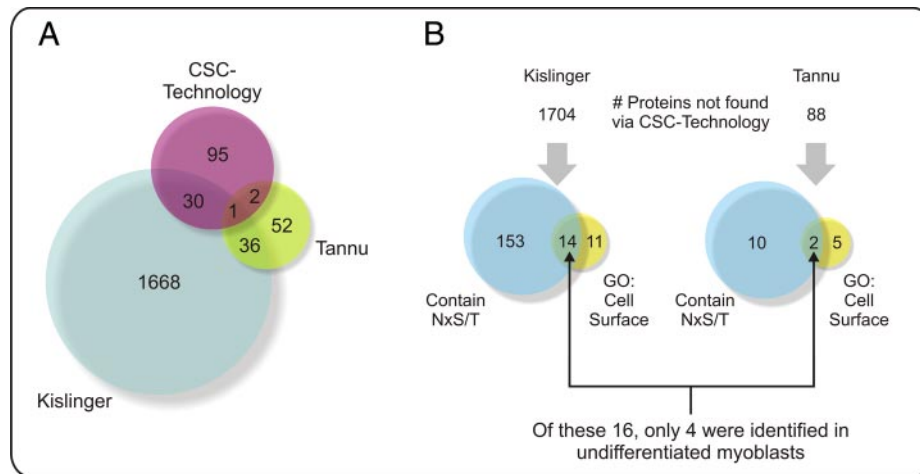 A
CSC-
Technology
95
30
1
2
52
36
Tannu
1668
Kislinger
B
Kislinger
1704
# Proteins not found
via CSC-Technology
Tannu
88
153
14
11
Contain
NxS/T
GO:
Cell
Surface
10
2
5
Contain
NxS/T
GO:
Cell
Surface
Of these 16, only 4 were identified in
undifferentiated myoblasts